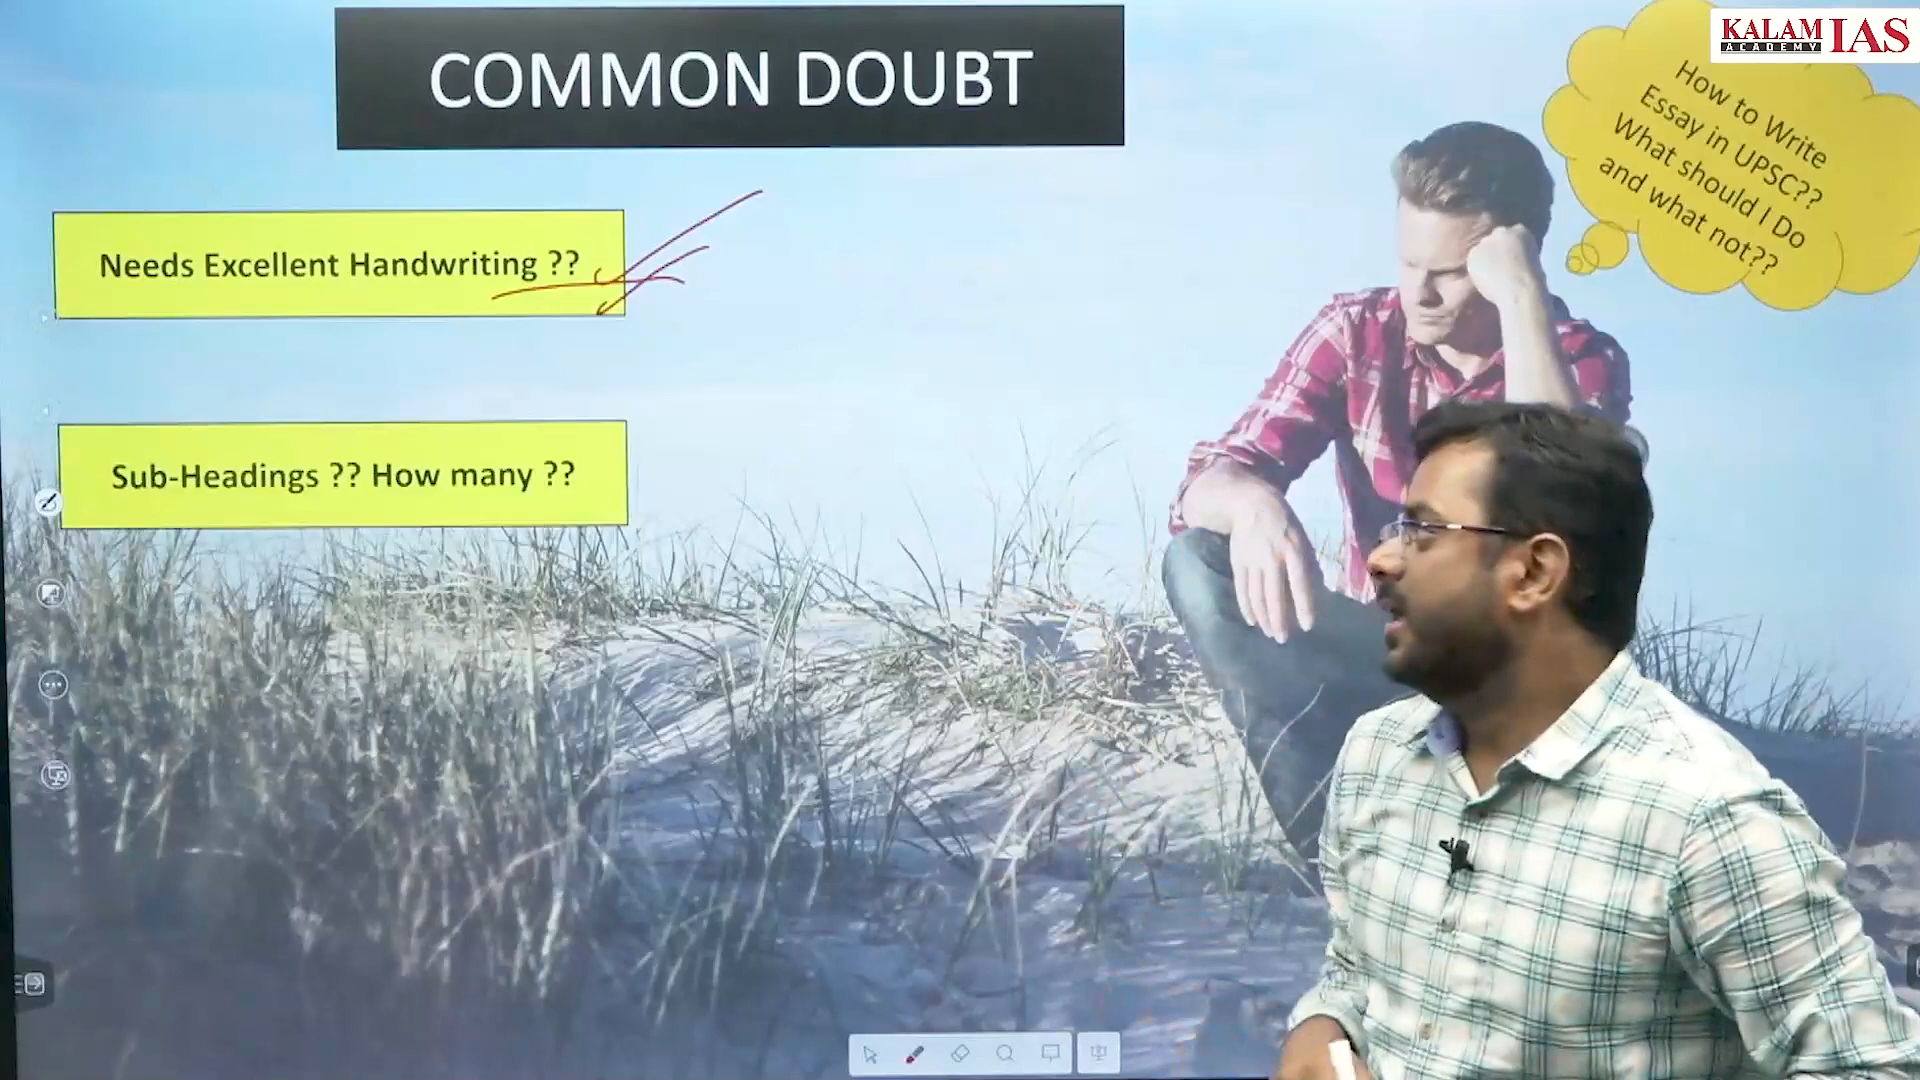 COMMON DOUBT
KALAM IAS
ACADEMY
How to Write
Essay in UPSC??
What should I Do
and what not??
Needs Excellent Handwriting ??
Sub-Headings ?? How many ??